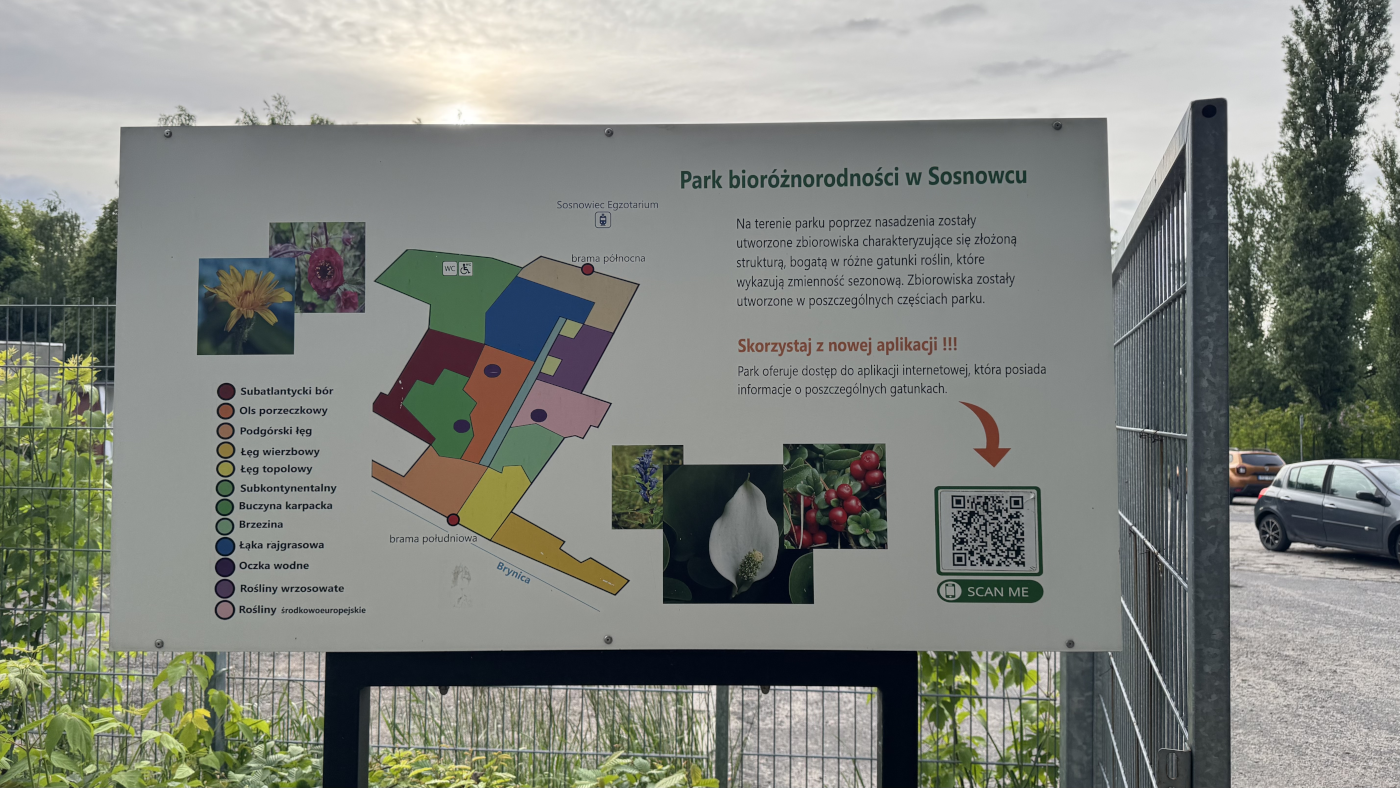 Park bioróżnorodności w Sosnowcu
Na terenie parku poprzez nasadzenia zostały
utworzone zbiorowiska charakteryzujące się złożoną
strukturą, bogatą w różne gatunki roślin, które
wykazują zmienność sezonową. Zbiorowiska zostały
utworzone w poszczególnych częściach parku.
Skorzystaj z nowej aplikacji !!!
Park oferuje dostęp do aplikacji internetowej, która posiada
informacje o poszczególnych gatunkach.
SCAN ME
Sosnowiec Egzotarium
brama północna
WC
brama południowa
Brynica
Subatlantycki bór
Ols porzeczkowy
Podgórski łęg
Łęg wierzbowy
Łęg topolowy
Subkontynentalny
Buczyna karpacka
Brzezina
Łąka rajgrasowa
Oczka wodne
Rośliny wrzosowate
Rośliny środkowoeuropejskie